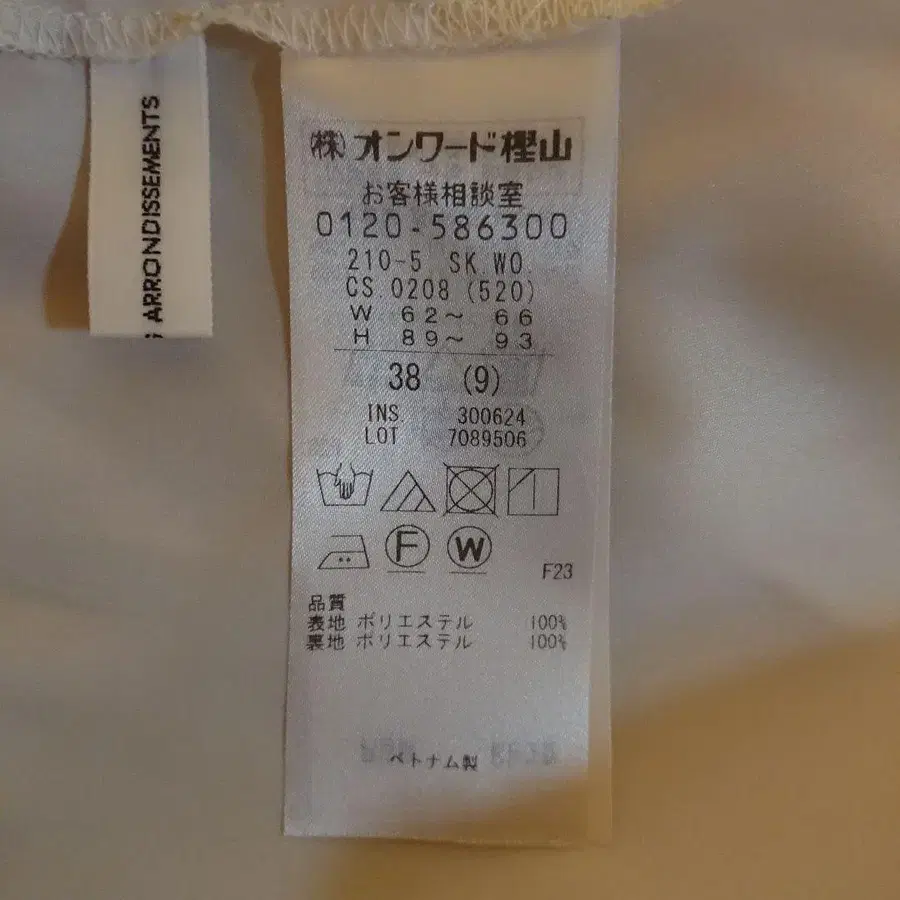 ARRONDISSEMENTS
(株)オンワード樫山
お客様相談室
0120-586300
210-5 SK.WO.
CS.0208 (520)
W 62~ 66
H 89~ 93
38 (9)
INS 300624
LOT 7089506
F
W
F23
品質
表地 ポリエステル 100%
裏地 ポリエステル 100%
ベトナム製